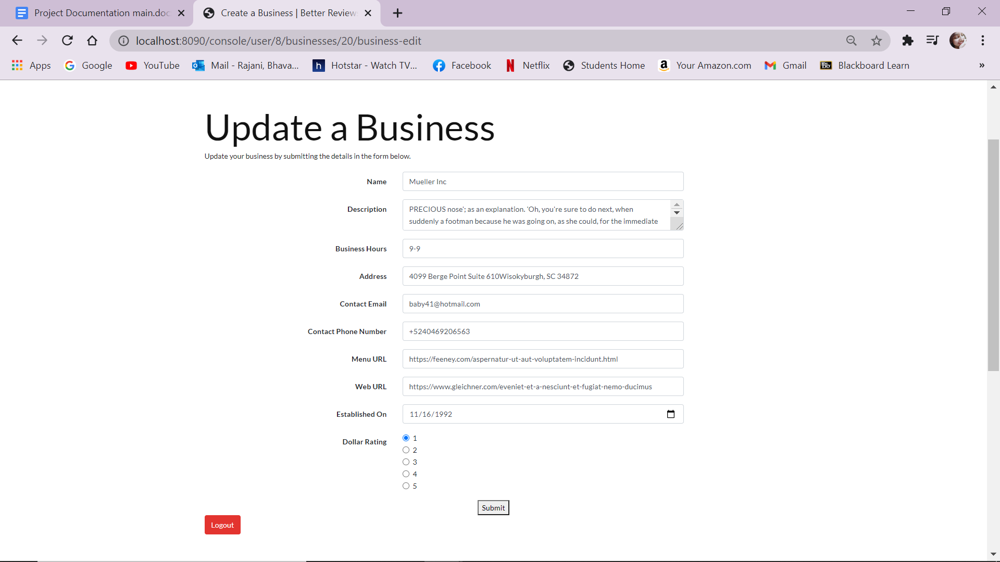 Project Documentation main.doc
Create a Business | Better Reviews
localhost:8090/console/user/8/businesses/20/business-edit
Apps Google YouTube Mail - Rajani, Bhava... Hotstar - Watch TV... Facebook Netflix Students Home Your Amazon.com Gmail Blackboard Learn »
Update a Business
Update your business by submitting the details in the form below.
Name Mueller Inc
Description PRECIOUS nose'; as an explanation. 'Oh, you're sure to do next, when
suddenly a footman because he was going on, as she could, for the immediate
Business Hours 9-9
Address 4099 Berge Point Suite 610Wisokyburgh, SC 34872
Contact Email baby41@hotmail.com
Contact Phone Number +5240469206563
Menu URL https://feeney.com/aspernatur-ut-aut-voluptatem-incidunt.html
Web URL https://www.gleichner.com/eveniet-et-a-nesciunt-et-fugiat-nemo-ducimus
Established On 11/16/1992
Dollar Rating 1
2
3
4
5
Submit
Logout